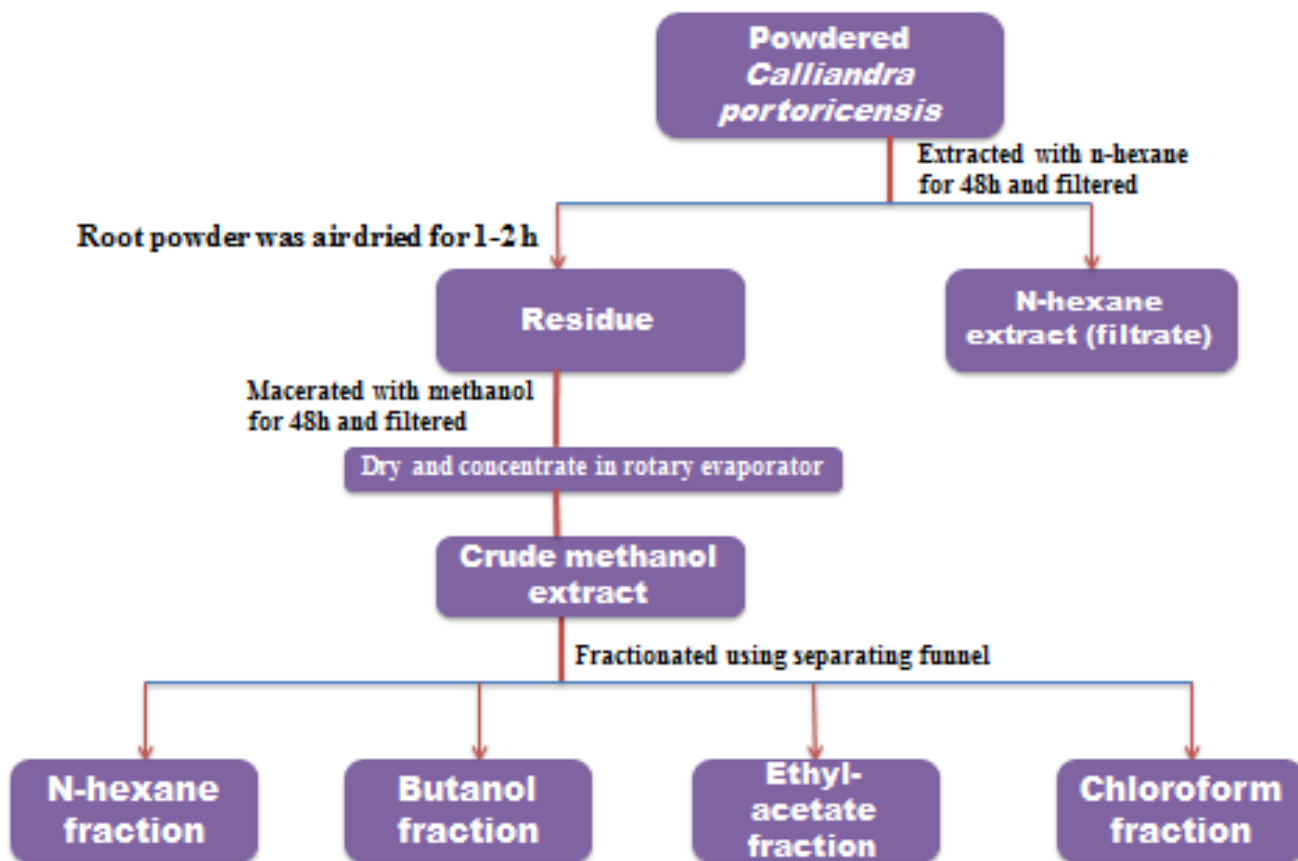 Powdered
Calliandra
portoricensis
Extracted with n-hexane
for 48h and filtered
Root powder was airdried for 1-2 h
Residue
N-hexane
extract (filtrate)
Macerated with methanol
for 48h and filtered
Dry and concentrate in rotary evaporator
Crude methanol
extract
Fractionated using separating funnel
N-hexane
fraction
Butanol
fraction
Ethyl-
acetate
fraction
Chloroform
fraction